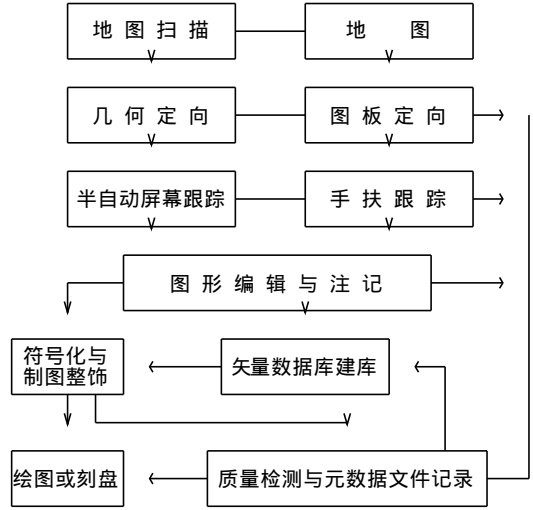 地图扫描
地图
几何定向
图板定向
半自动屏幕跟踪
手扶跟踪
图形编辑与注记
符号化与
制图整饰
矢量数据库建库
绘图或刻盘
质量检测与元数据文件记录